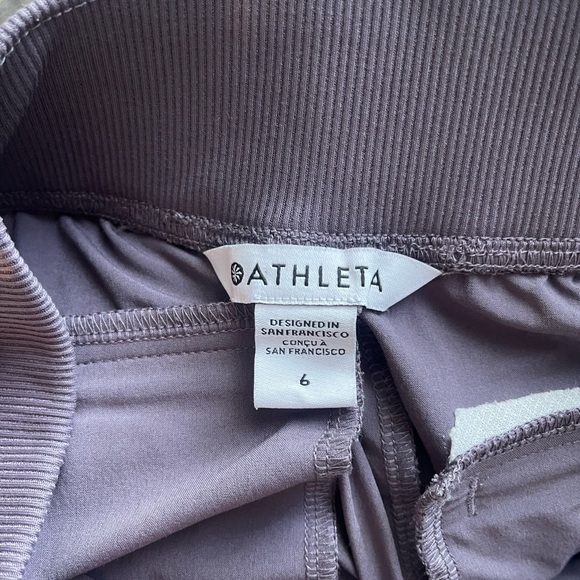 ATHLETA
DESIGNED IN
SAN FRANCISCO
CONÇU À
SAN FRANCISCO
6